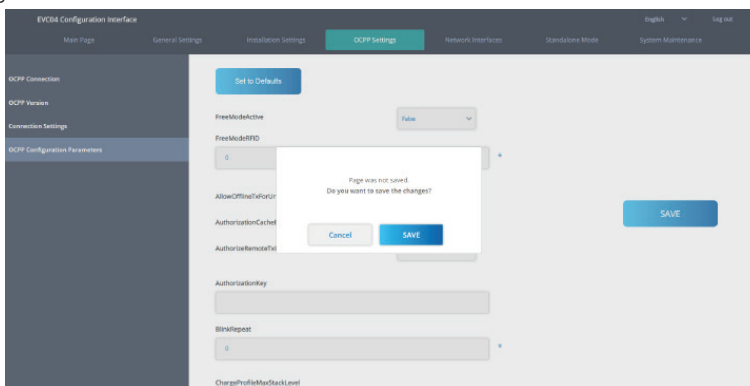 EVC04 Configuration Interface
English
Log out
Main Page
General Settings
Installation Settings
OCPP Settings
Network Interfaces
Standalone Mode
System Maintenance
OCPP Connection
OCPP Version
Connection Settings
OCPP Configuration Parameters
Set to Defaults
FreeModeActive
False
FreeModeRFID
0
*
Page was not saved.
Do you want to save the changes?
Cancel
SAVE
SAVE
AuthorizationKey
BlinkRepeat
0
*
ChargeProfileMaxStackLevel